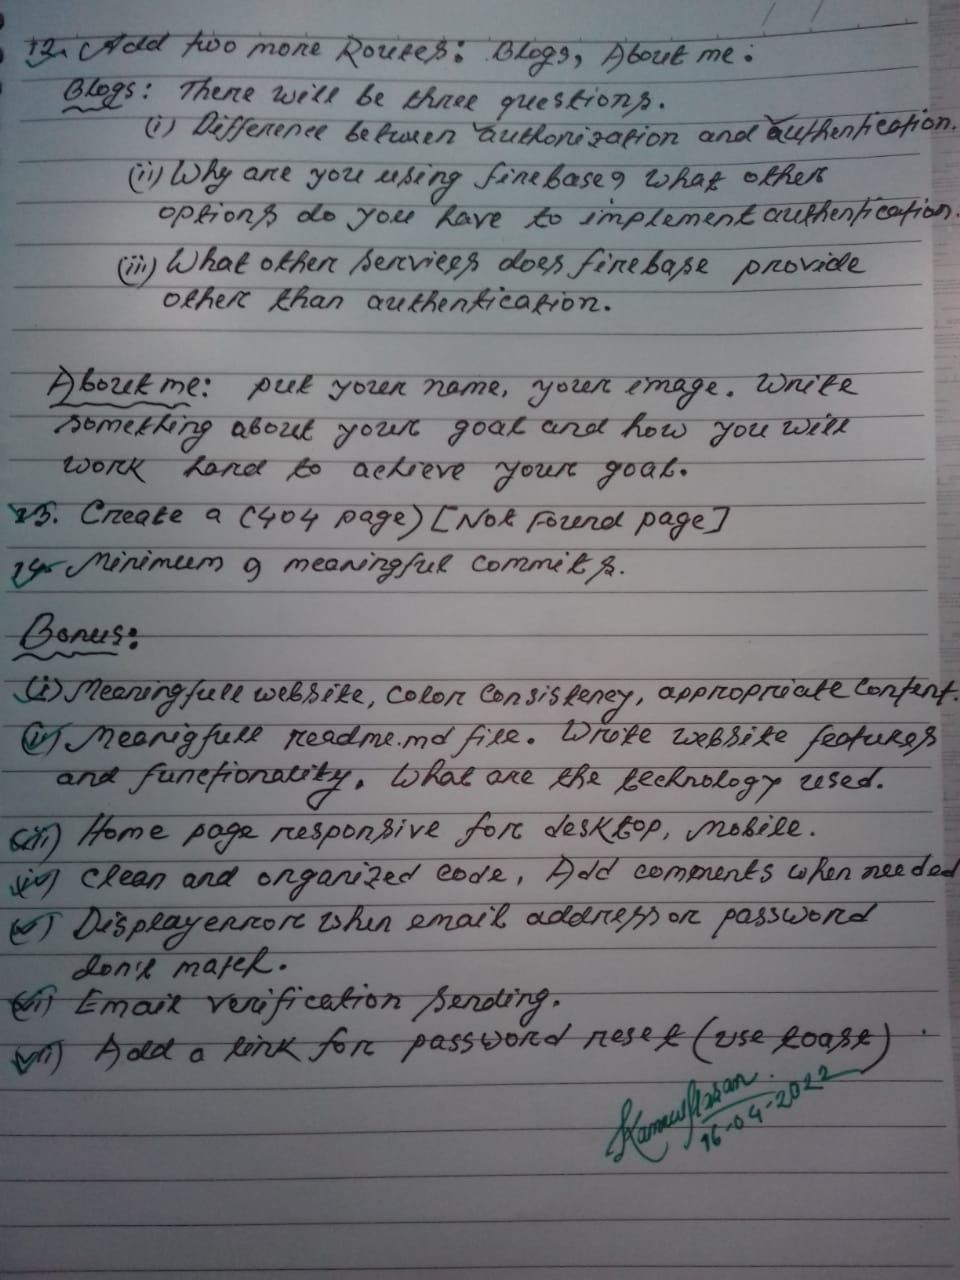 12. Add two more Routes: Blogs, About me:
Blogs: There will be three questions.
(i) Difference between authorization and authentication.
(ii) Why are you using firebase, what other
options do you have to implement authentication.
(iii) What other services does firebase provide
other than authentication.
About me: put your name, your image. Write
something about your goal and how you will
work hard to achieve your goal.
13. Create a (404 page) [Not Found page]
14. Minimum 9 meaningful commits.
Bonus:
(i) Meaningfull website, color consistency, appropriate content.
(ii) Meanigfull readme.md file. Write website features
and functionality. What are the technology used.
(iii) Home page responsive for desktop, mobile.
(iv) Clean and organized code, Add comments when needed
(v) Display error when email address or password
don't match.
(vi) Email verification sending.
(vii) Add a link for password reset (use toast)
16-04-2022